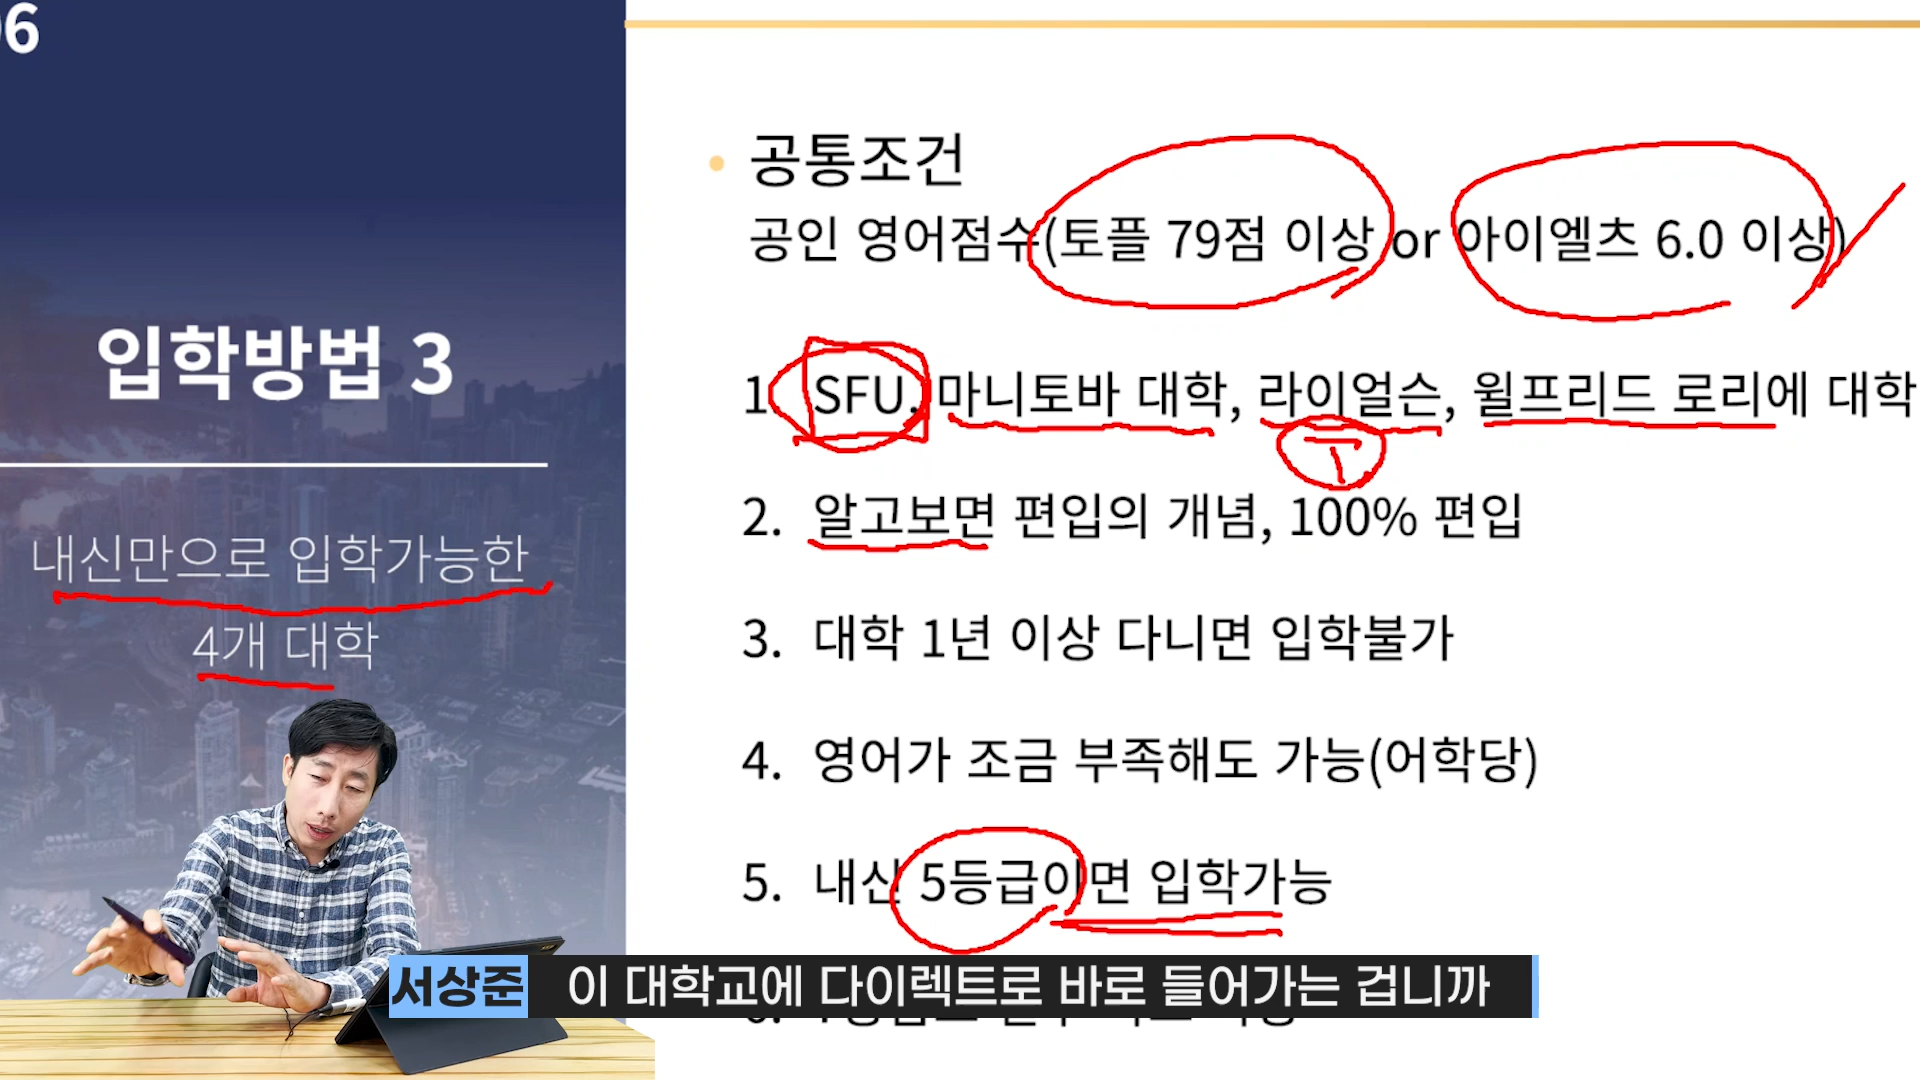 06
입학방법 3
내신만으로 입학가능한
4개 대학
• 공통조건
공인 영어점수(토플 79점 이상 or 아이엘츠 6.0 이상)
1. SFU, 마니토바 대학, 라이얼슨, 윌프리드 로리에 대학
T
2. 알고보면 편입의 개념, 100% 편입
3. 대학 1년 이상 다니면 입학불가
4. 영어가 조금 부족해도 가능(어학당)
5. 내신 5등급이면 입학가능
서상준 이 대학교에 다이렉트로 바로 들어가는 겁니까